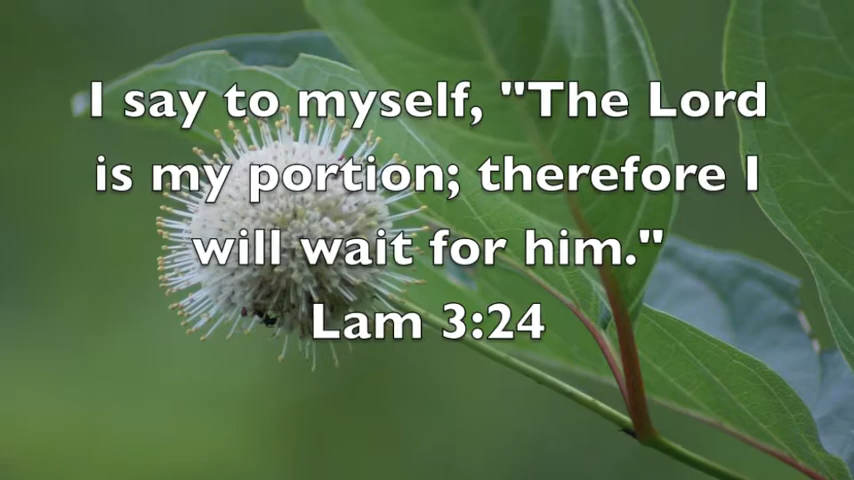 I say to myself, "The Lord
is my portion; therefore I
will wait for him."
Lam 3:24